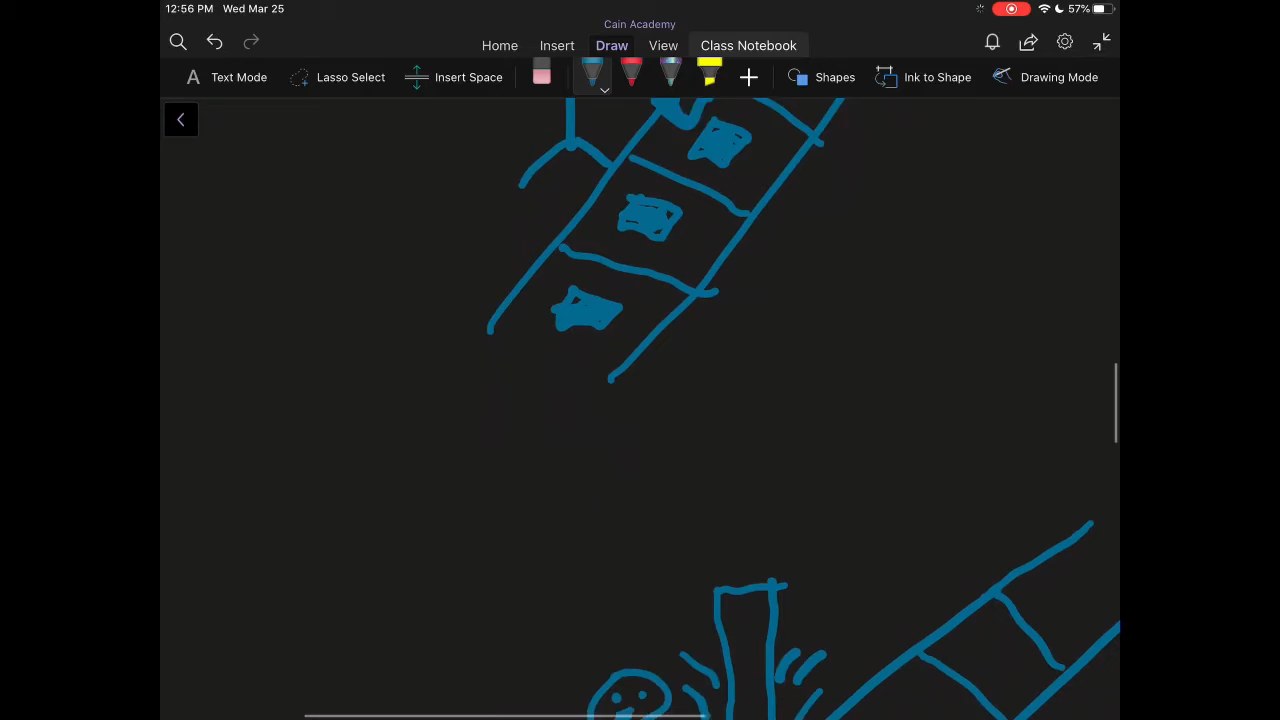 12:56 PM Wed Mar 25 57%
Cain Academy
Home Insert Draw View Class Notebook
Text Mode Lasso Select Insert Space Shapes Ink to Shape Drawing Mode